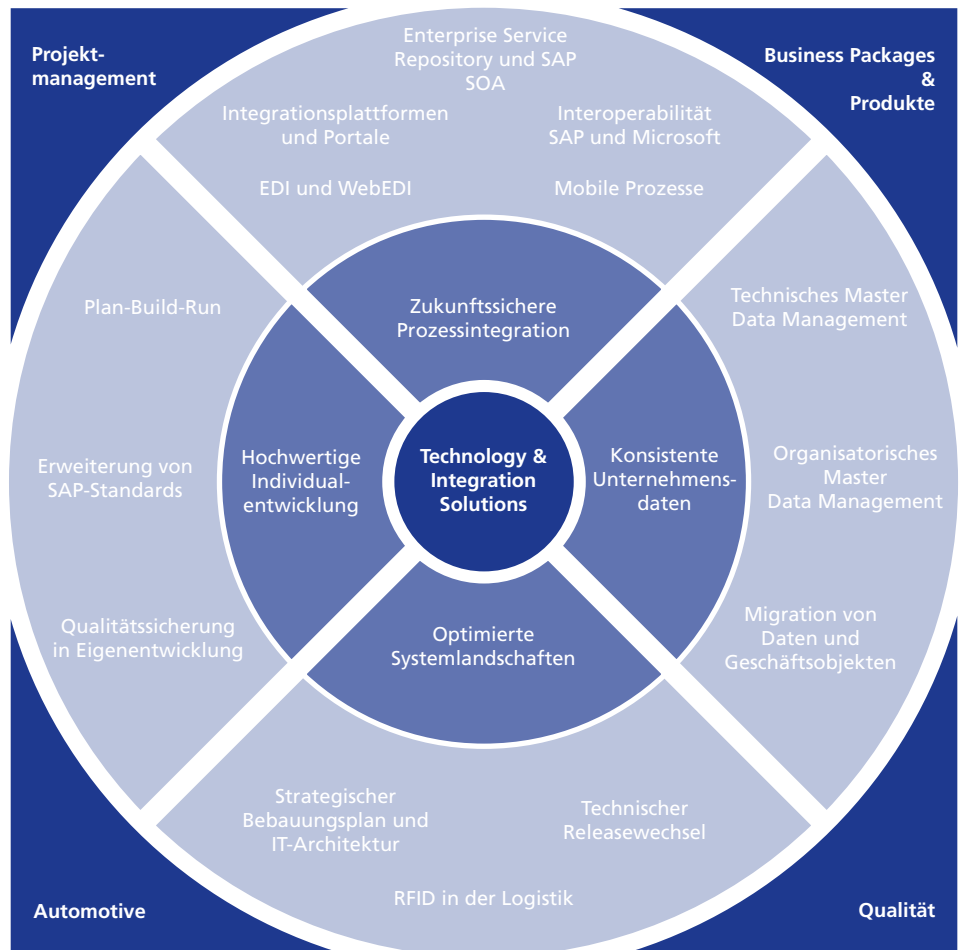 Projekt-
management
Business Packages
&
Produkte
Enterprise Service
Repository und SAP
SOA
Integrationsplattformen
und Portale
Interoperabilität
SAP und Microsoft
EDI und WebEDI
Mobile Prozesse
Zukunftssichere
Prozessintegration
Plan-Build-Run
Erweiterung von
SAP-Standards
Qualitätssicherung
in Eigenentwicklung
Hochwertige
Individual-
entwicklung
Technology &
Integration
Solutions
Konsistente
Unternehmens-
daten
Technisches Master
Data Management
Organisatorisches
Master
Data Management
Migration von
Daten und
Geschäftsobjekten
Optimierte
Systemlandschaften
Strategischer
Bebauungsplan und
IT-Architektur
Technischer
Releasewechsel
RFID in der Logistik
Automotive
Qualität